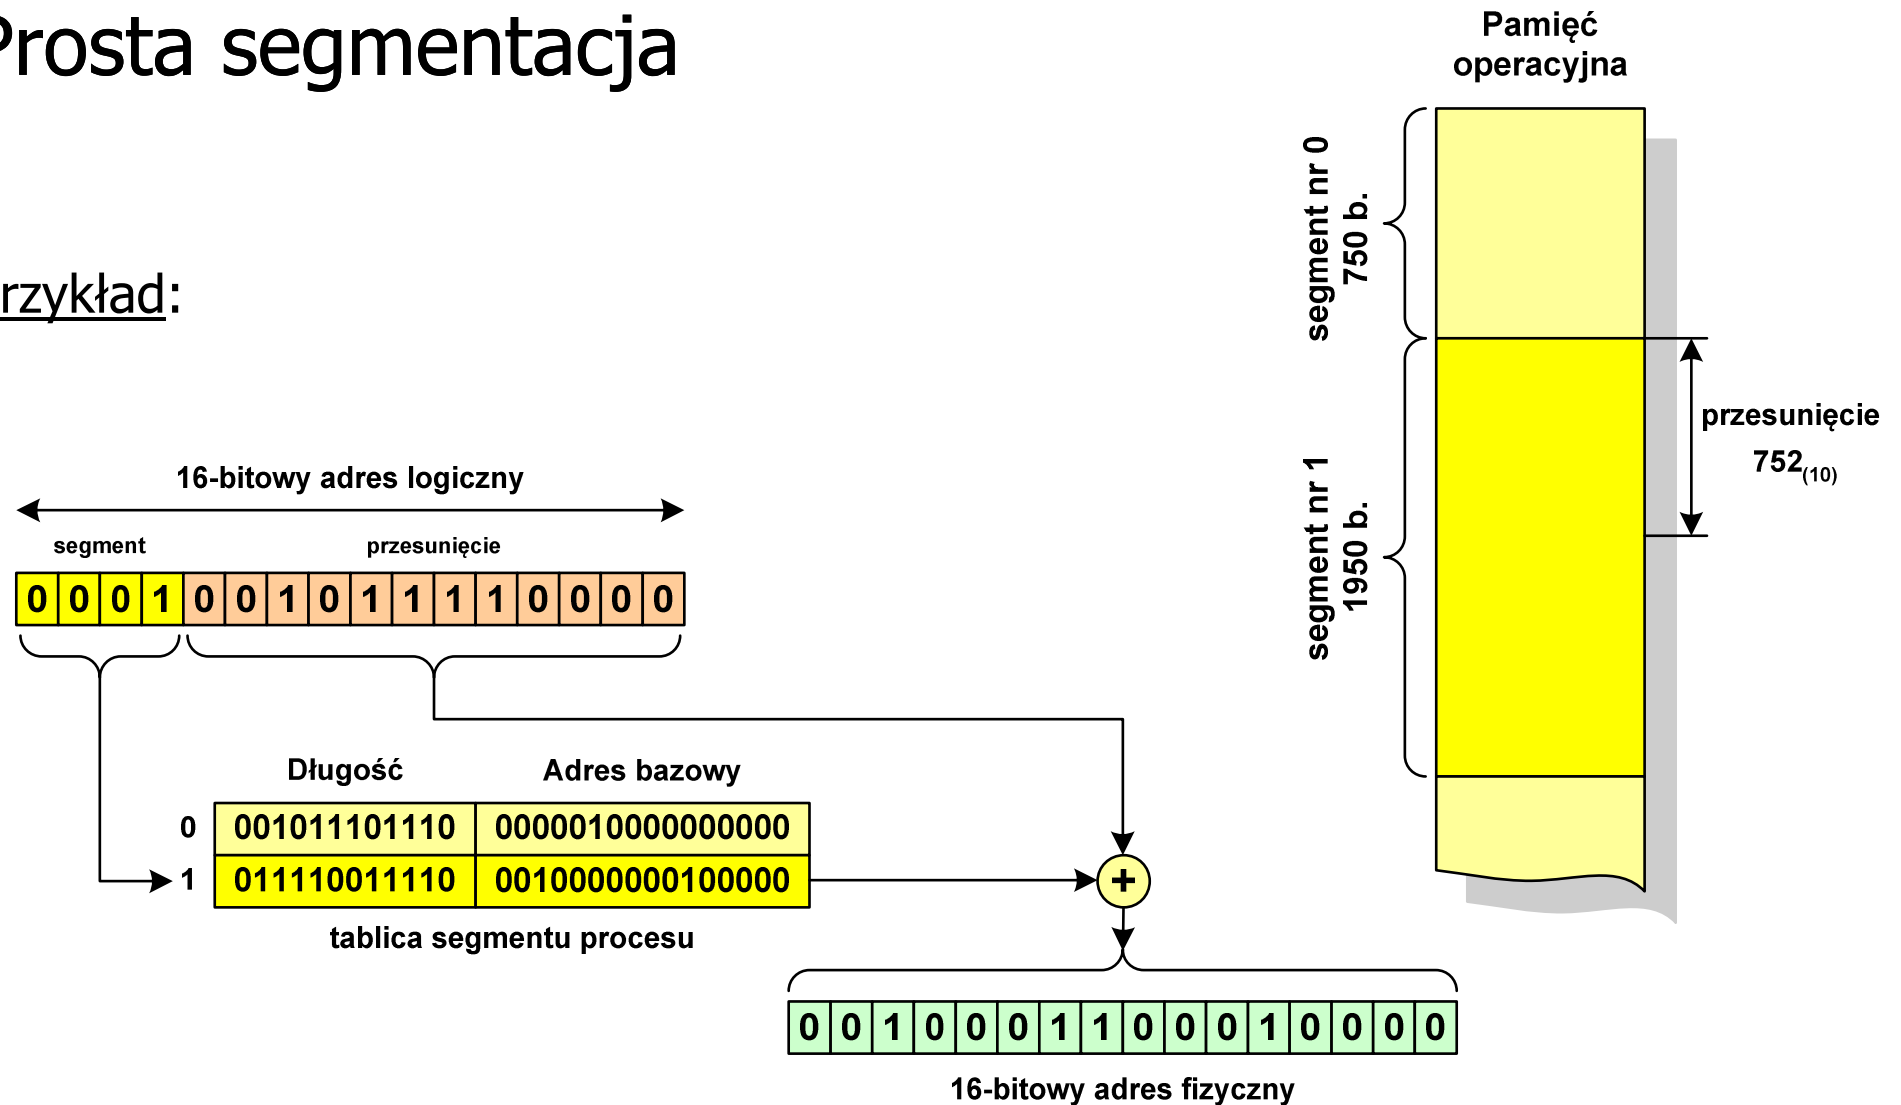 Prosta segmentacja
rzykład:
Pamięć
operacyjna
segment nr 0
750 b.
segment nr 1
1950 b.
przesunięcie
752(10)
16-bitowy adres logiczny
segment przesunięcie
0 0 0 1 0 0 1 0 1 1 1 1 0 0 0 0
Długość Adres bazowy
0 001011101110 0000010000000000
1 011110011110 0010000000100000
+
tablica segmentu procesu
0 0 1 0 0 0 1 1 0 0 0 1 0 0 0 0
16-bitowy adres fizyczny